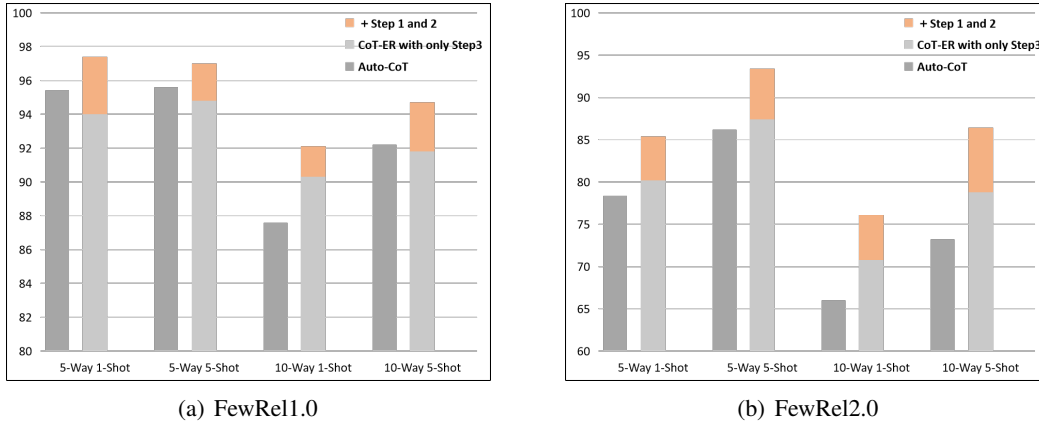 100
98
96
94
92
90
88
86
84
82
80
+ Step 1 and 2
CoT-ER with only Step3
Auto-CoT
5-Way 1-Shot 5-Way 5-Shot 10-Way 1-Shot 10-Way 5-Shot
(a) FewRel1.0
100
95
90
85
80
75
70
65
60
+ Step 1 and 2
CoT-ER with only Step3
Auto-CoT
5-Way 1-Shot 5-Way 5-Shot 10-Way 1-Shot 10-Way 5-Shot
(b) FewRel2.0